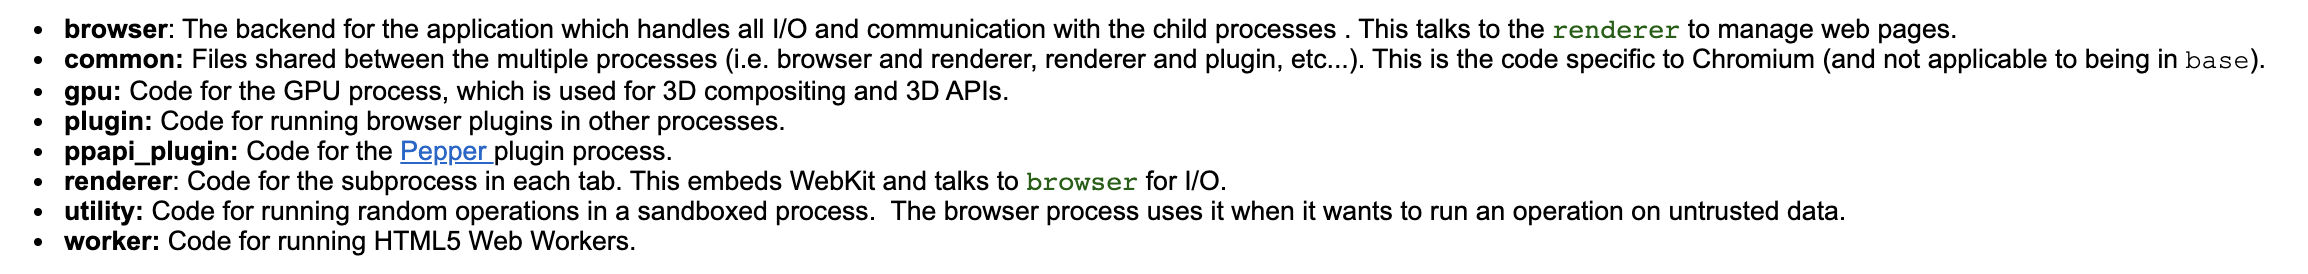 • browser: The backend for the application which handles all I/O and communication with the child processes . This talks to the renderer to manage web pages.
• common: Files shared between the multiple processes (i.e. browser and renderer, renderer and plugin, etc...). This is the code specific to Chromium (and not applicable to being in base).
• gpu: Code for the GPU process, which is used for 3D compositing and 3D APIs.
• plugin: Code for running browser plugins in other processes.
• ppapi_plugin: Code for the Pepper plugin process.
• renderer: Code for the subprocess in each tab. This embeds WebKit and talks to browser for I/O.
• utility: Code for running random operations in a sandboxed process.  The browser process uses it when it wants to run an operation on untrusted data.
• worker: Code for running HTML5 Web Workers.